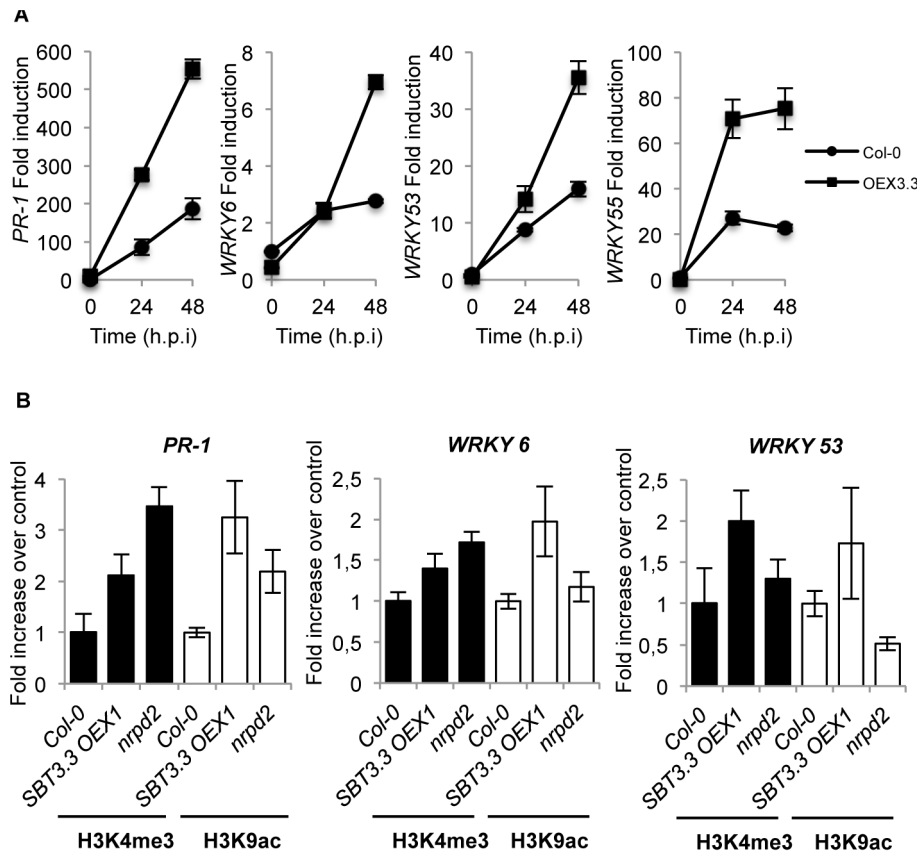 A
PR-1 Fold induction
600
500
400
300
200
100
0
0 24 48
Time (h.p.i)
WRKY6 Fold induction
8
6
4
2
0
0 24 48
Time (h.p.i)
WRKY53 Fold induction
40
30
20
10
0
0 24 48
Time (h.p.i)
WRKY55 Fold induction
100
80
60
40
20
0
0 24 48
Time (h.p.i)
Col-0
OEX3.3
B
PR-1
Fold increase over control
4
3
2
1
0
Col-0
SBT3.3 OEX1
nrpd2
Col-0
SBT3.3 OEX1
nrpd2
H3K4me3 H3K9ac
WRKY 6
Fold increase over control
2,5
2
1,5
1
0,5
0
Col-0
SBT3.3 OEX1
nrpd2
Col-0
SBT3.3 OEX1
nrpd2
H3K4me3 H3K9ac
WRKY 53
Fold increase over control
2,5
2
1,5
1
0,5
0
Col-0
SBT3.3 OEX1
nrpd2
Col-0
SBT3.3 OEX1
nrpd2
H3K4me3 H3K9ac